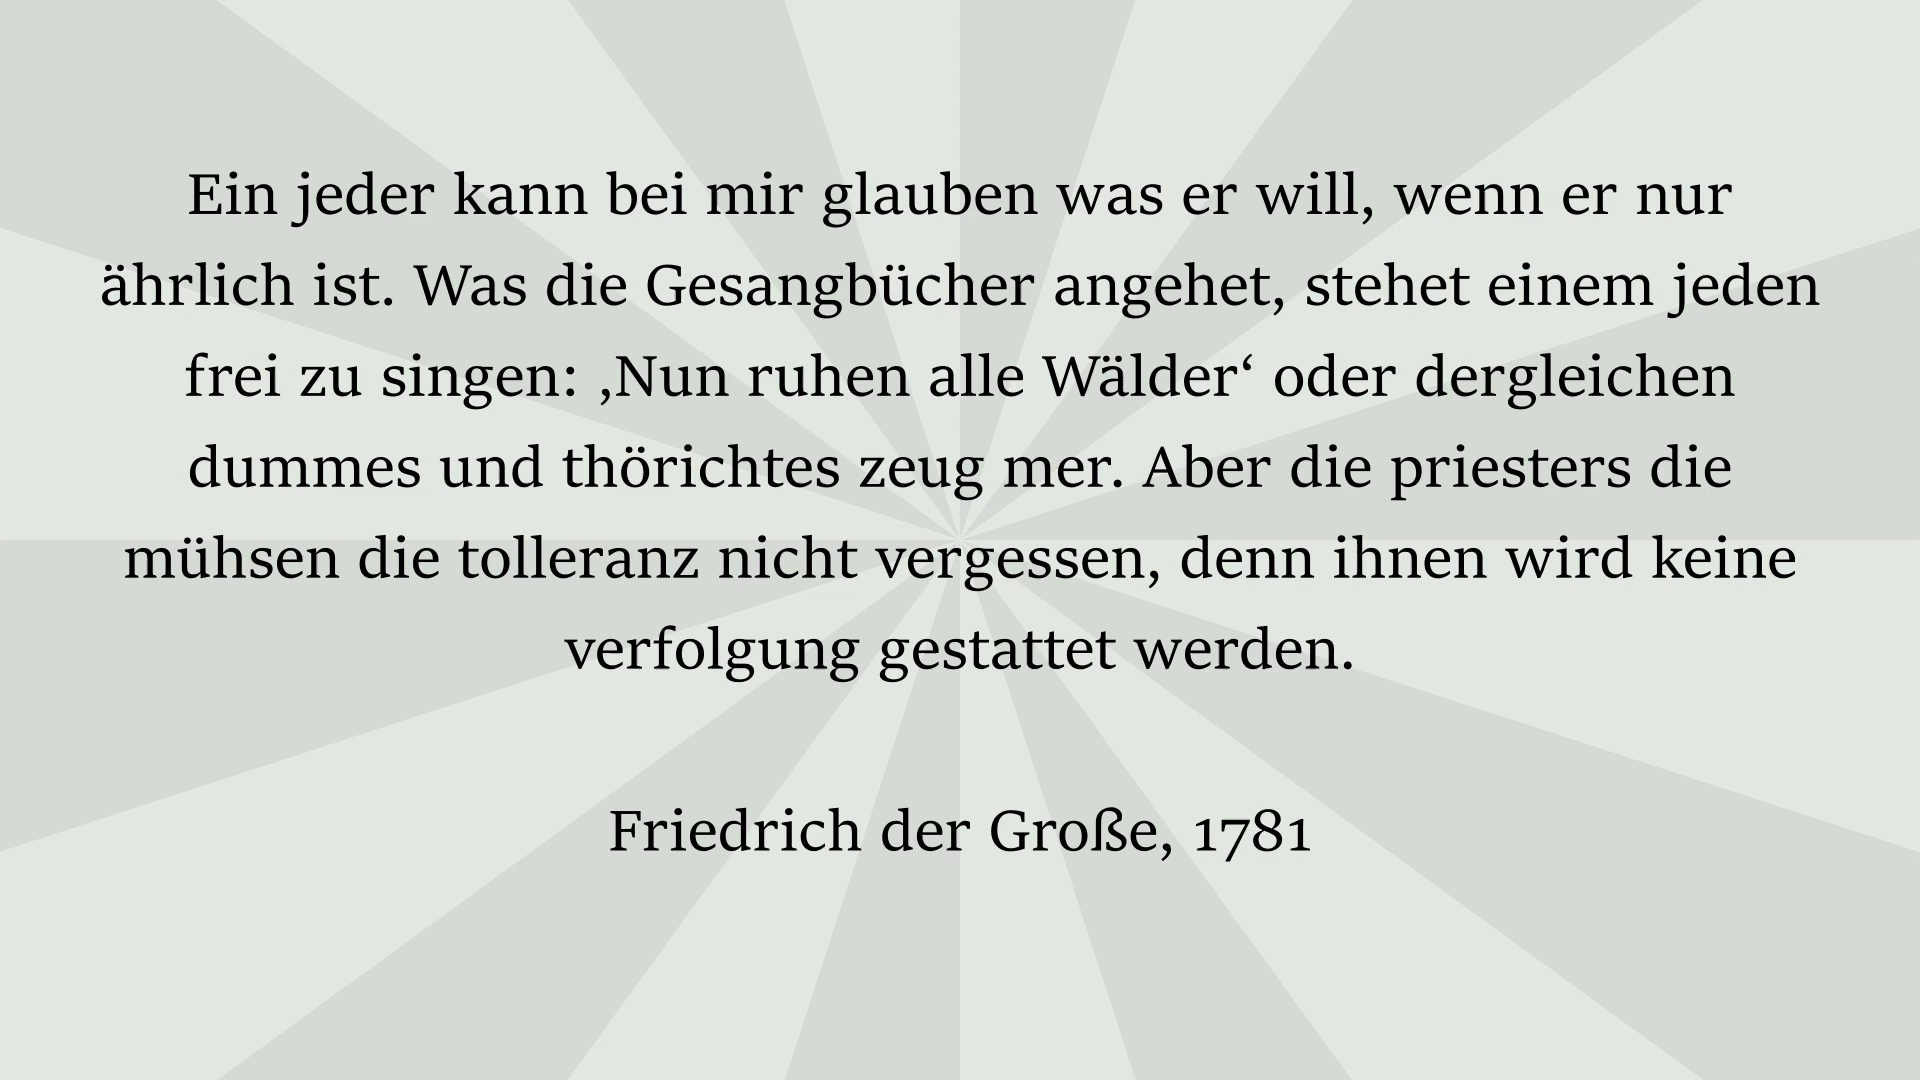 Ein jeder kann bei mir glauben was er will, wenn er nur
ährlich ist. Was die Gesangbücher angehet, stehet einem jeden
frei zu singen: ‚Nun ruhen alle Wälder‘ oder dergleichen
dummes und thörichtes zeug mer. Aber die priesters die
mühsen die tolleranz nicht vergessen, denn ihnen wird keine
verfolgung gestattet werden.
Friedrich der Große, 1781